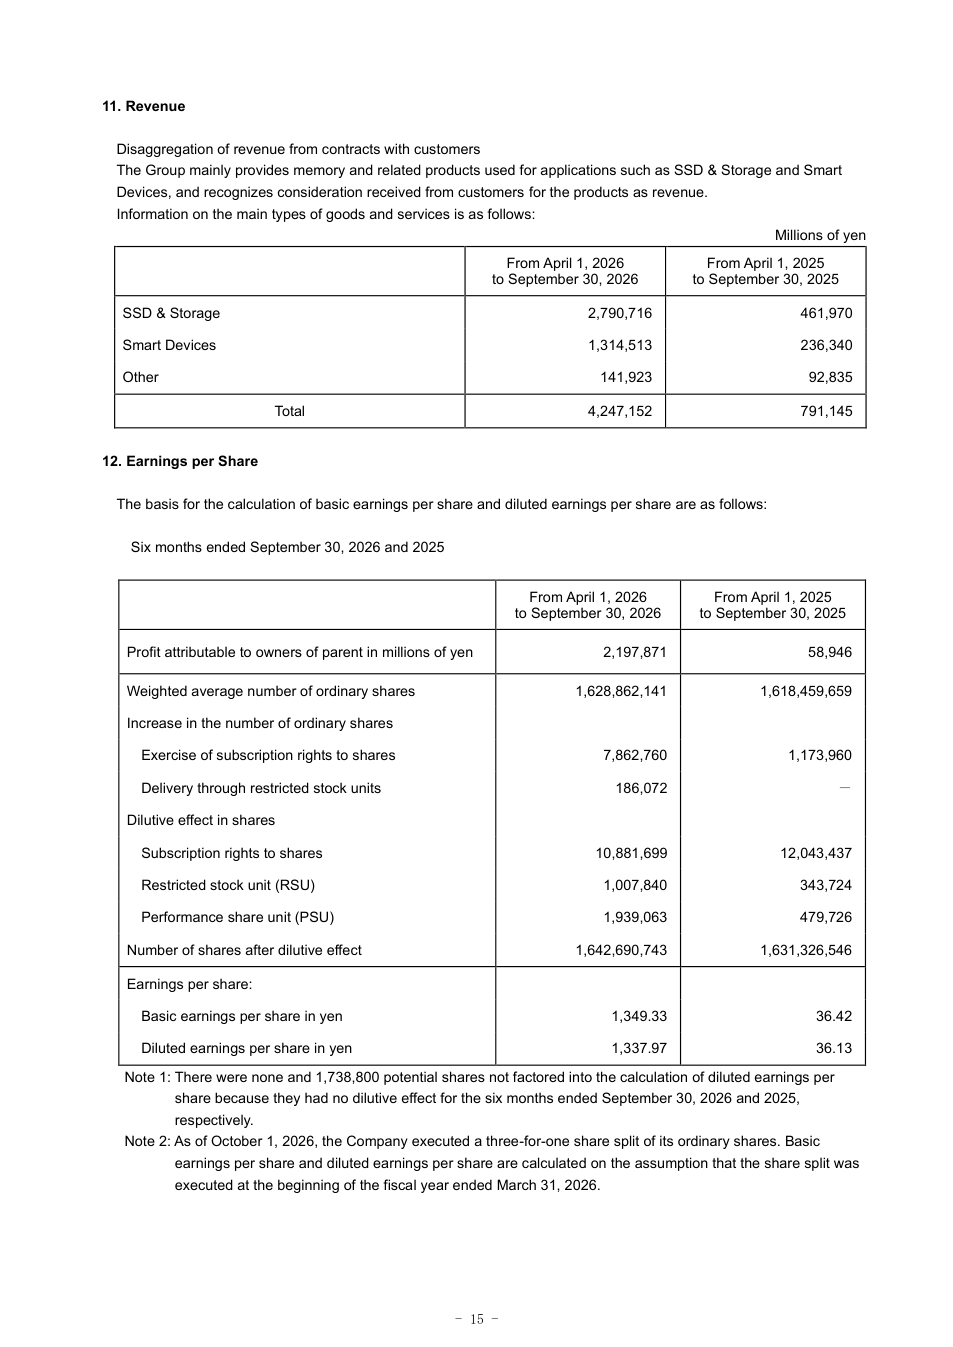 11. Revenue
Disaggregation of revenue from contracts with customers
The Group mainly provides memory and related products used for applications such as SSD & Storage and Smart
Devices, and recognizes consideration received from customers for the products as revenue.
Information on the main types of goods and services is as follows:
Millions of yen
From April 1, 2026 From April 1, 2025
to September 30, 2026 to September 30, 2025
SSD & Storage 2,790,716 461,970
Smart Devices 1,314,513 236,340
Other 141,923 92,835
Total 4,247,152 791,145
12. Earnings per Share
The basis for the calculation of basic earnings per share and diluted earnings per share are as follows:
Six months ended September 30, 2026 and 2025
From April 1, 2026 From April 1, 2025
to September 30, 2026 to September 30, 2025
Profit attributable to owners of parent in millions of yen 2,197,871 58,946
Weighted average number of ordinary shares 1,628,862,141 1,618,459,659
Increase in the number of ordinary shares
Exercise of subscription rights to shares 7,862,760 1,173,960
Delivery through restricted stock units 186,072 —
Dilutive effect in shares
Subscription rights to shares 10,881,699 12,043,437
Restricted stock unit (RSU) 1,007,840 343,724
Performance share unit (PSU) 1,939,063 479,726
Number of shares after dilutive effect 1,642,690,743 1,631,326,546
Earnings per share:
Basic earnings per share in yen 1,349.33 36.42
Diluted earnings per share in yen 1,337.97 36.13
Note 1: There were none and 1,738,800 potential shares not factored into the calculation of diluted earnings per
share because they had no dilutive effect for the six months ended September 30, 2026 and 2025,
respectively.
Note 2: As of October 1, 2026, the Company executed a three-for-one share split of its ordinary shares. Basic
earnings per share and diluted earnings per share are calculated on the assumption that the share split was
executed at the beginning of the fiscal year ended March 31, 2026.
－ 15 －